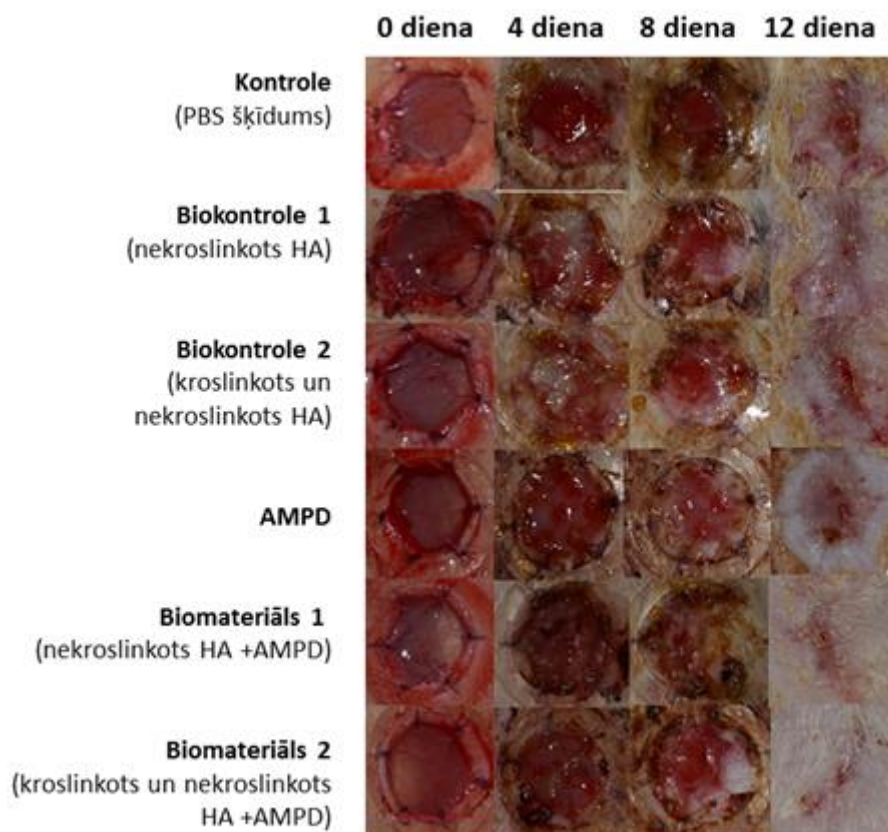 0 diena 4 diena 8 diena 12 diena
Kontrole
(PBS šķīdums)
Biokontrole 1
(nekroslinkots HA)
Biokontrole 2
(kroslinkots un
nekroslinkots HA)
AMPD
Biomateriāls 1
(nekroslinkots HA +AMPD)
Biomateriāls 2
(kroslinkots un nekroslinkots
HA +AMPD)